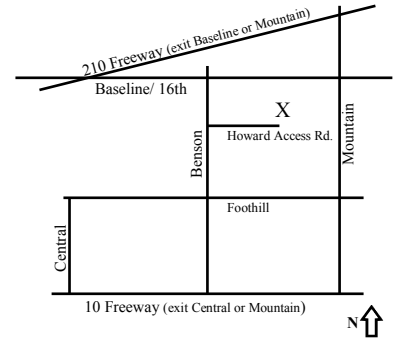 210 Freeway (exit Baseline or Mountain)
Baseline/ 16th
X
Howard Access Rd.
Benson
Mountain
Foothill
Central
10 Freeway (exit Central or Mountain)
N